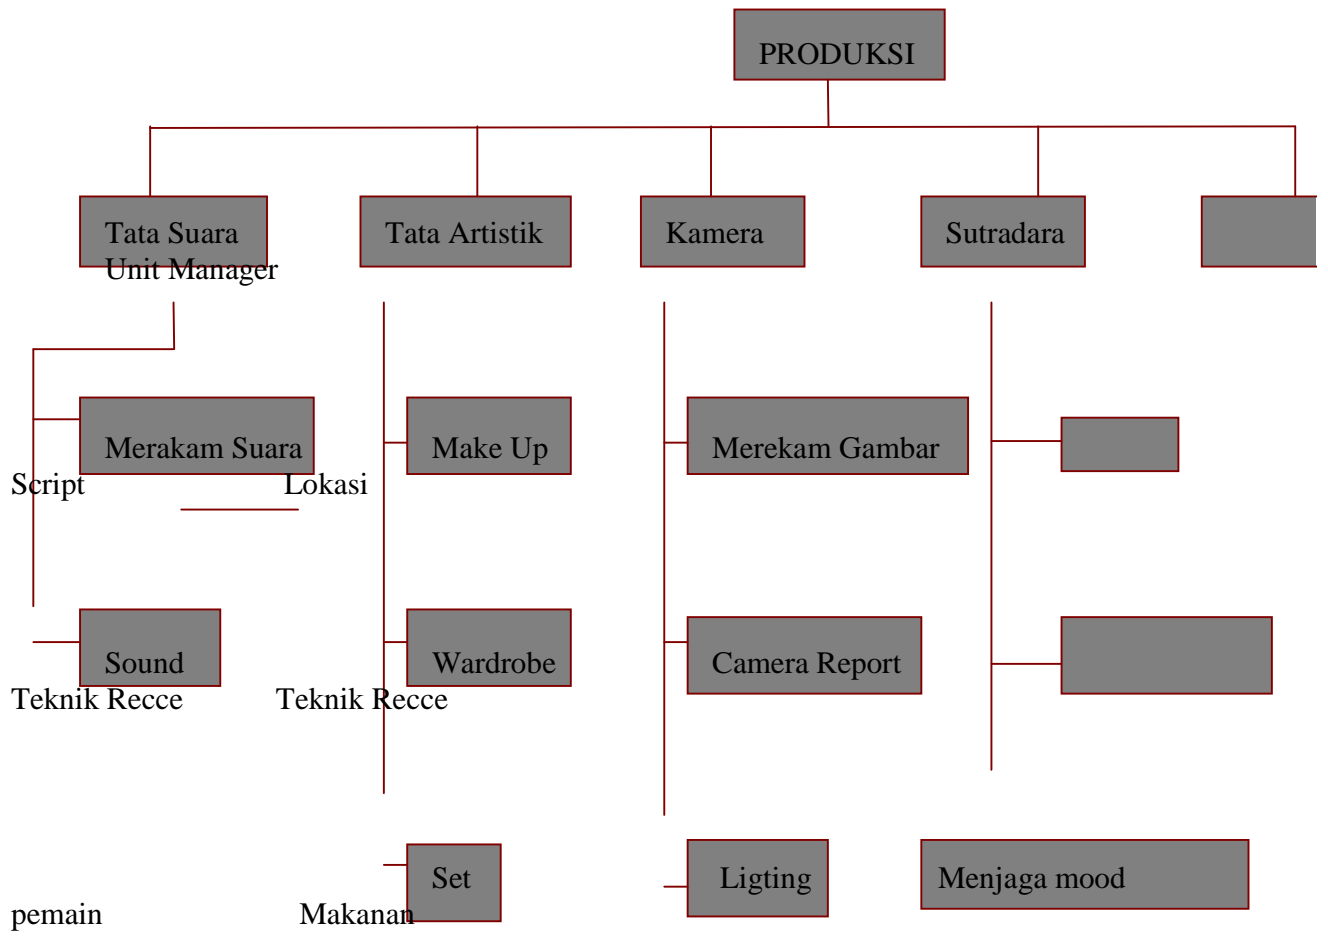 PRODUKSI
Tata Suara Tata Artistik Kamera Sutradara
Unit Manager
Merakam Suara Make Up Merekam Gambar
Script Lokasi
Sound Wardrobe Camera Report
Teknik Recce Teknik Recce
Set Ligting Menjaga mood
pemain Makanan